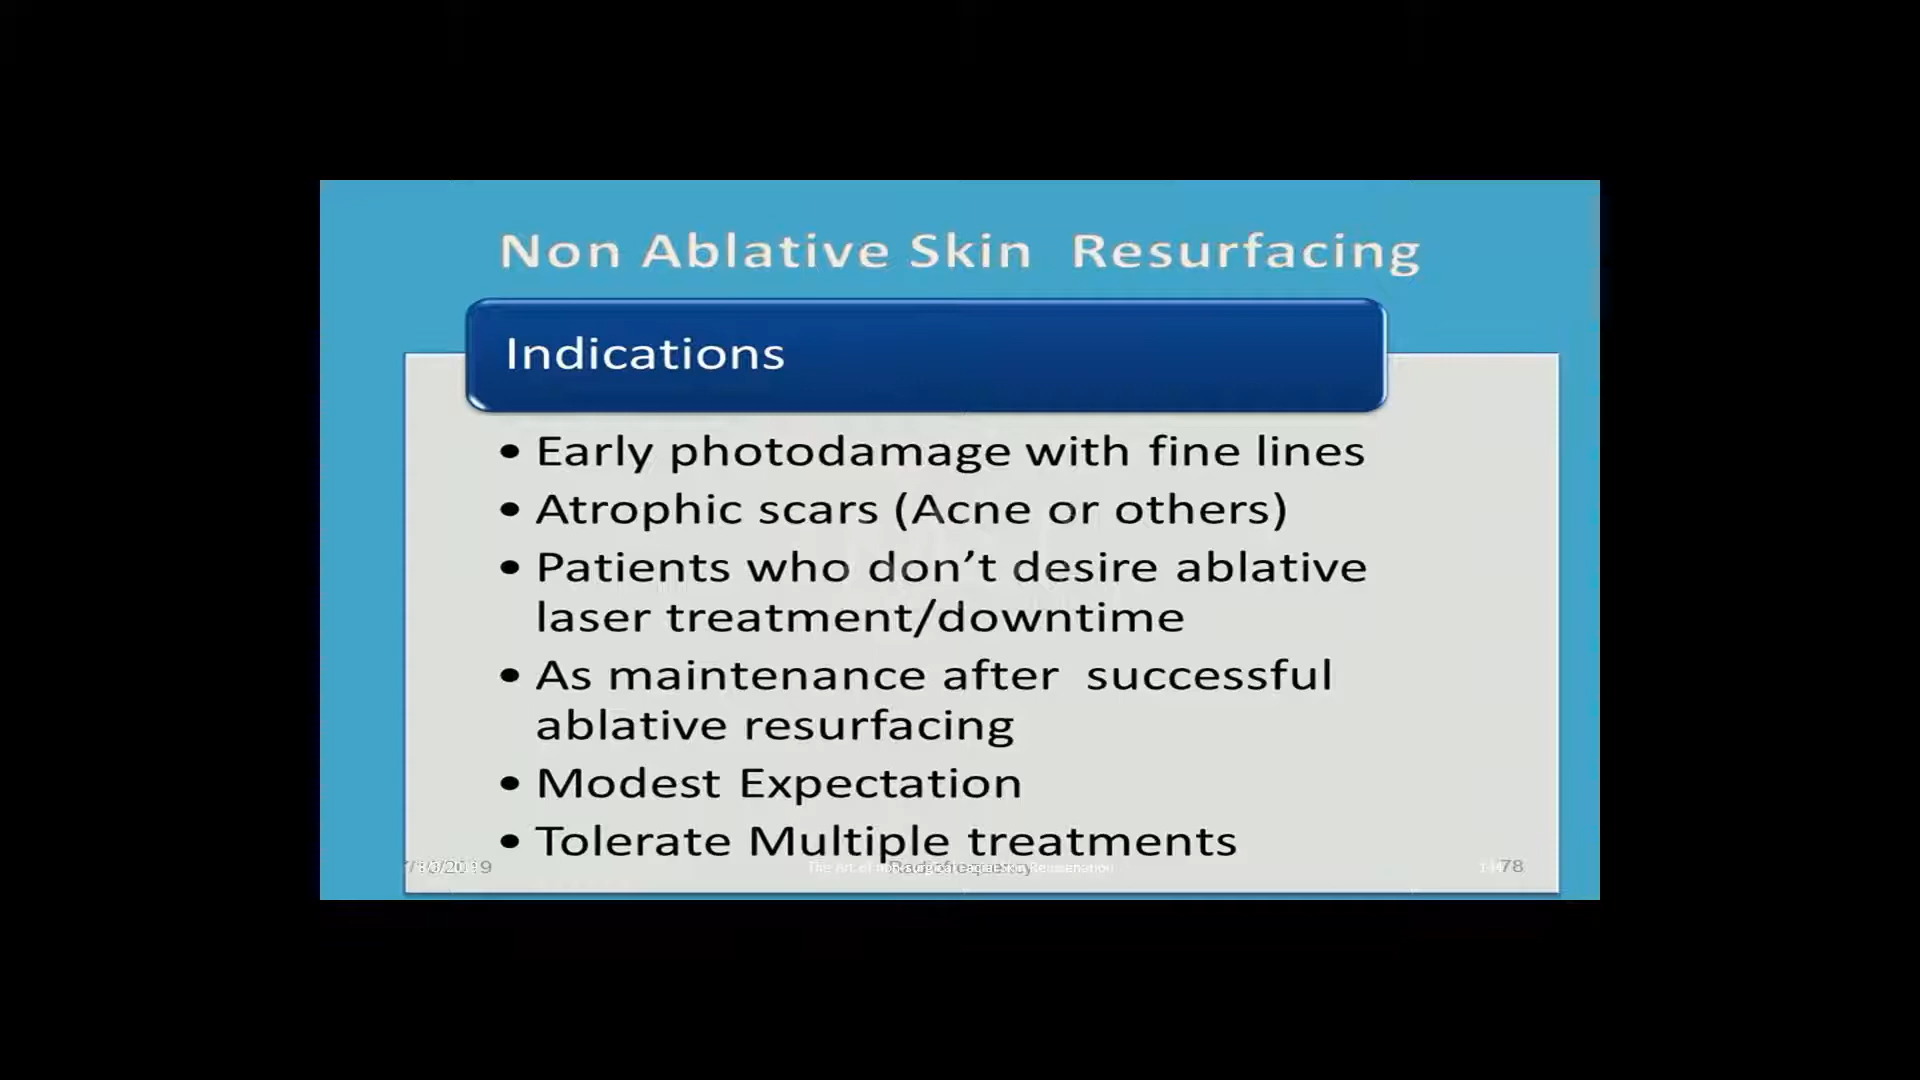 Non Ablative Skin Resurfacing
Indications
• Early photodamage with fine lines
• Atrophic scars (Acne or others)
• Patients who don’t desire ablative
laser treatment/downtime
• As maintenance after successful
ablative resurfacing
• Modest Expectation
• Tolerate Multiple treatments
78